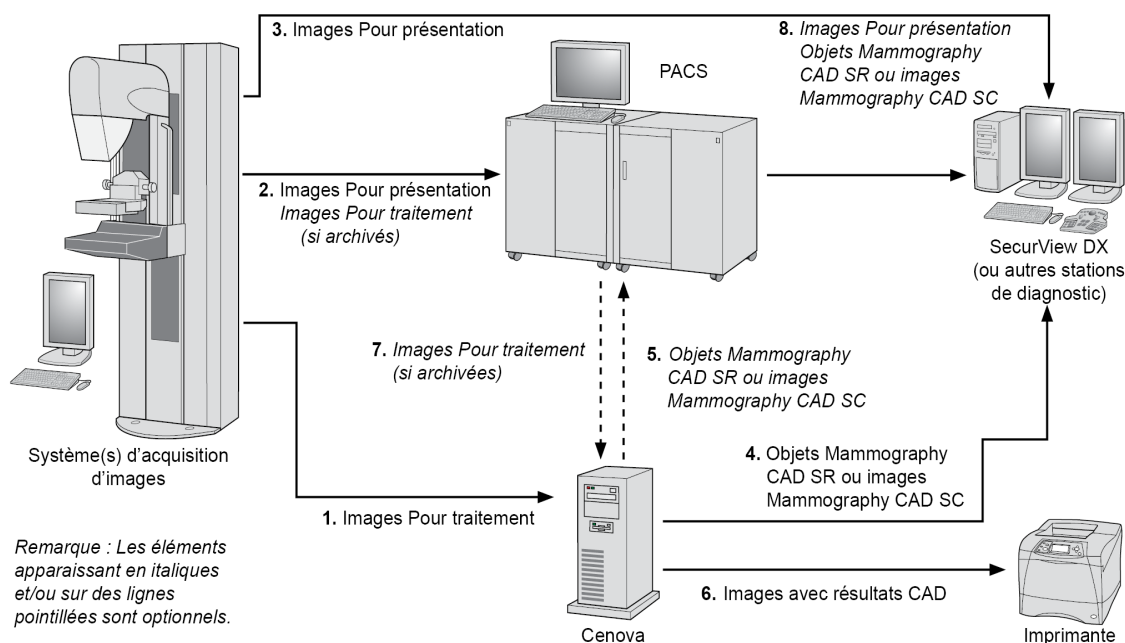 3. Images Pour présentation
8. Images Pour présentation
Objets Mammography
CAD SR ou images
Mammography CAD SC
PACS
2. Images Pour présentation
Images Pour traitement
(si archivés)
SecurView DX
(ou autres stations
de diagnostic)
7. Images Pour traitement
(si archivées)
5. Objets Mammography
CAD SR ou images
Mammography CAD SC
Système(s) d’acquisition
d’images
4. Objets Mammography
CAD SR ou images
Mammography CAD SC
1. Images Pour traitement
Remarque : Les éléments
apparaissant en italiques
et/ou sur des lignes
pointillées sont optionnels.
6. Images avec résultats CAD
Cenova
Imprimante